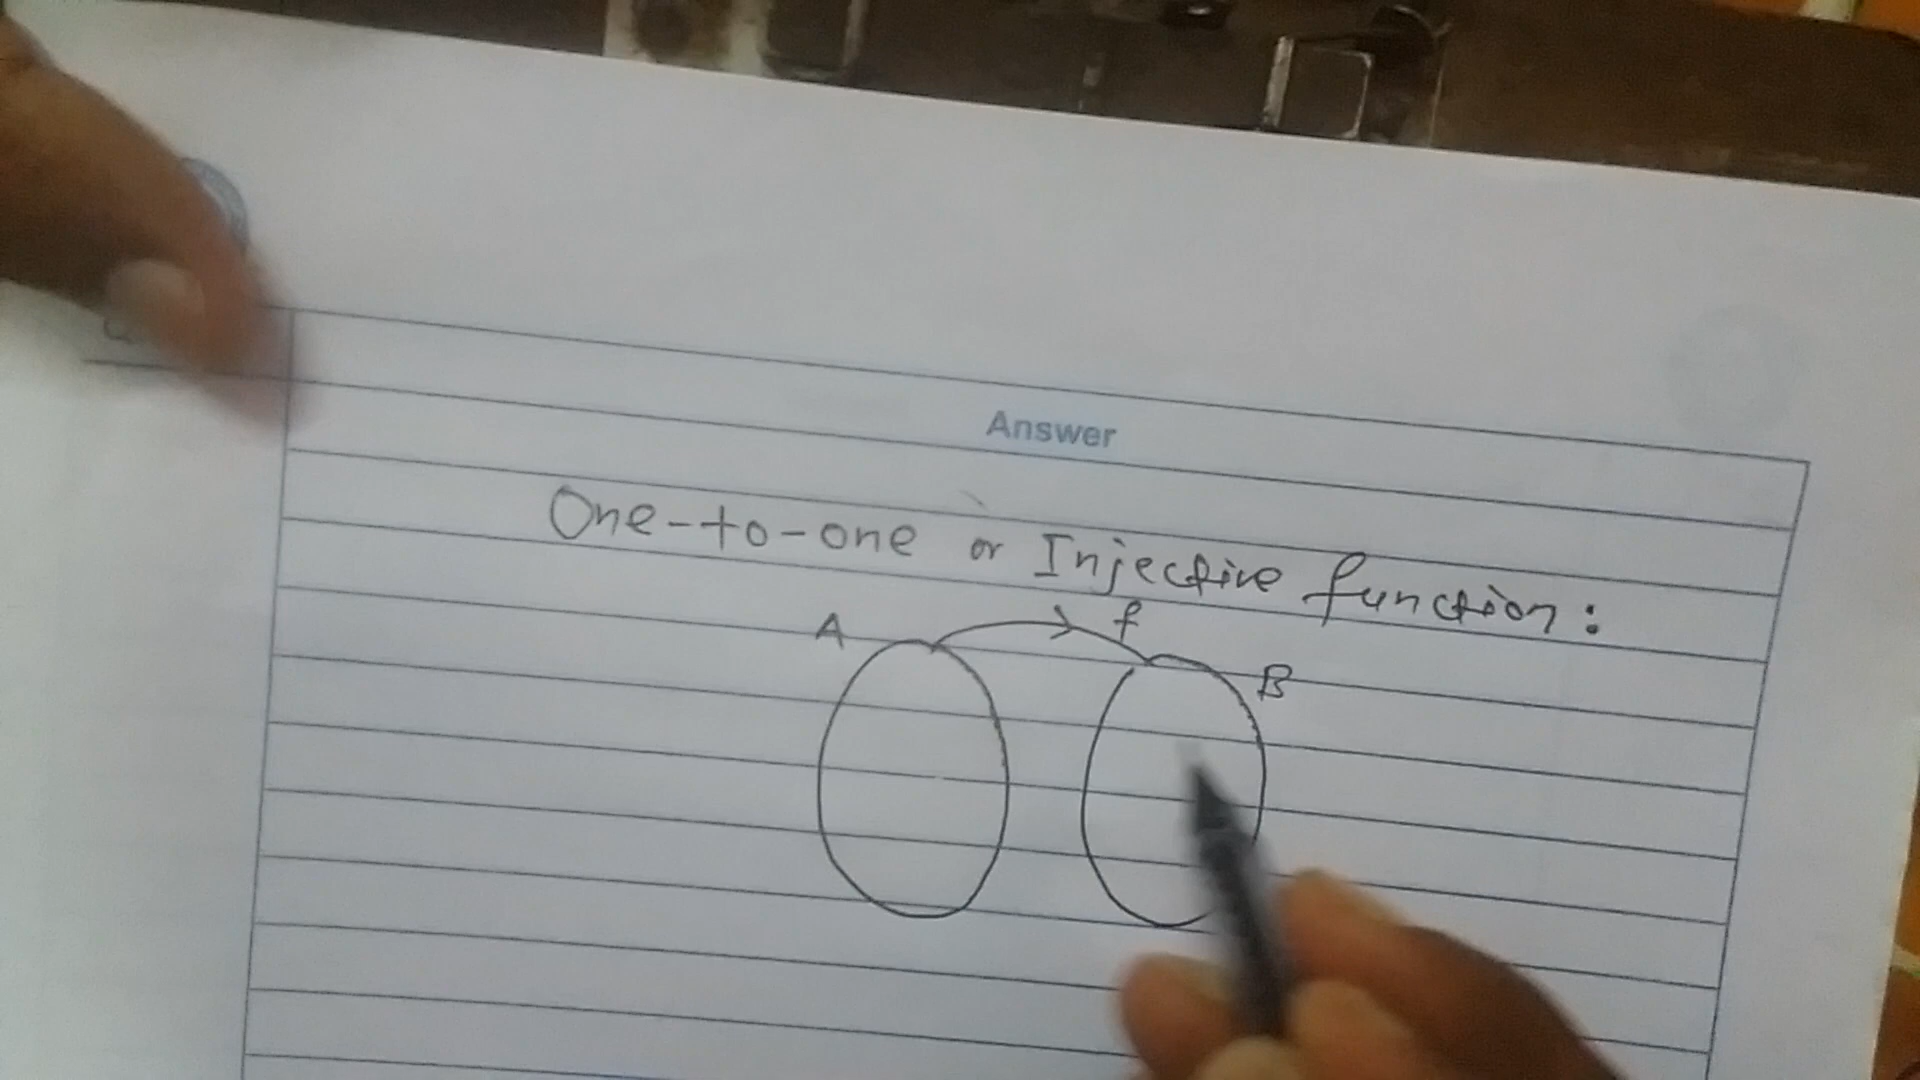 Answer
One-to-one or Injective function:
A f B